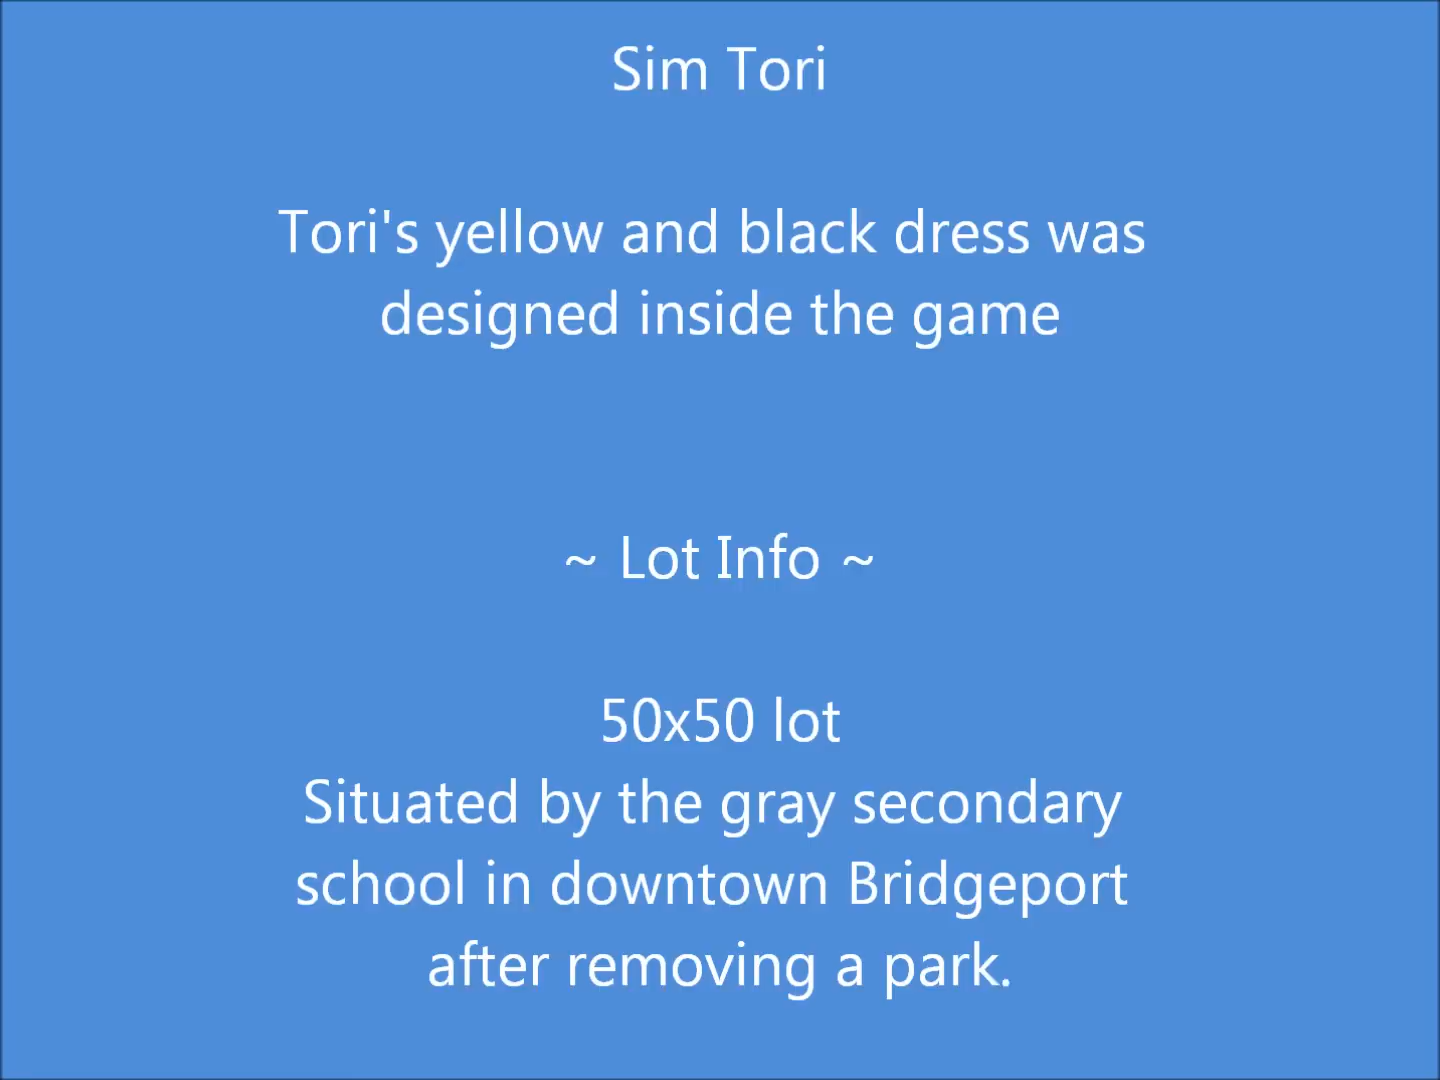 Sim Tori
Tori's yellow and black dress was
designed inside the game
~ Lot Info ~
50x50 lot
Situated by the gray secondary
school in downtown Bridgeport
after removing a park.